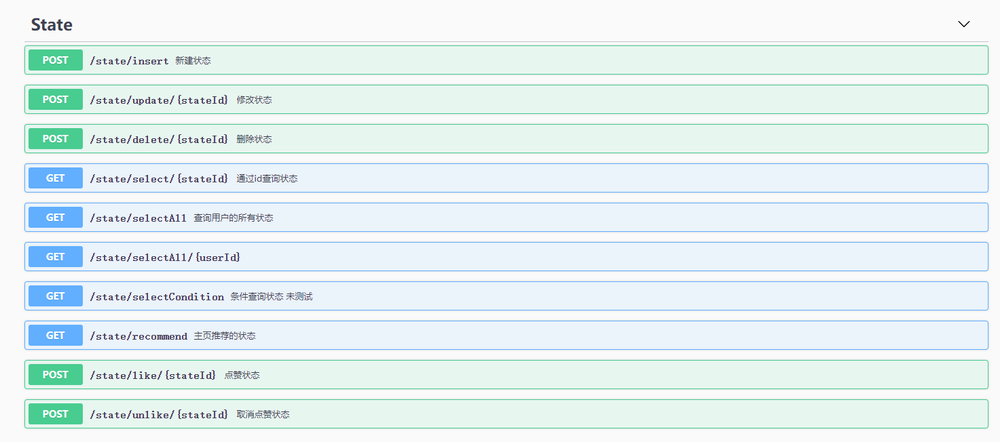 State
POST /state/insert 新建状态
POST /state/update/{stateId} 修改状态
POST /state/delete/{stateId} 删除状态
GET /state/select/{stateId} 通过id查询状态
GET /state/selectAll 查询用户的所有状态
GET /state/selectAll/{userId}
GET /state/selectCondition 条件查询状态 未测试
GET /state/recommend 主页推荐的状态
POST /state/like/{stateId} 点赞状态
POST /state/unlike/{stateId} 取消点赞状态